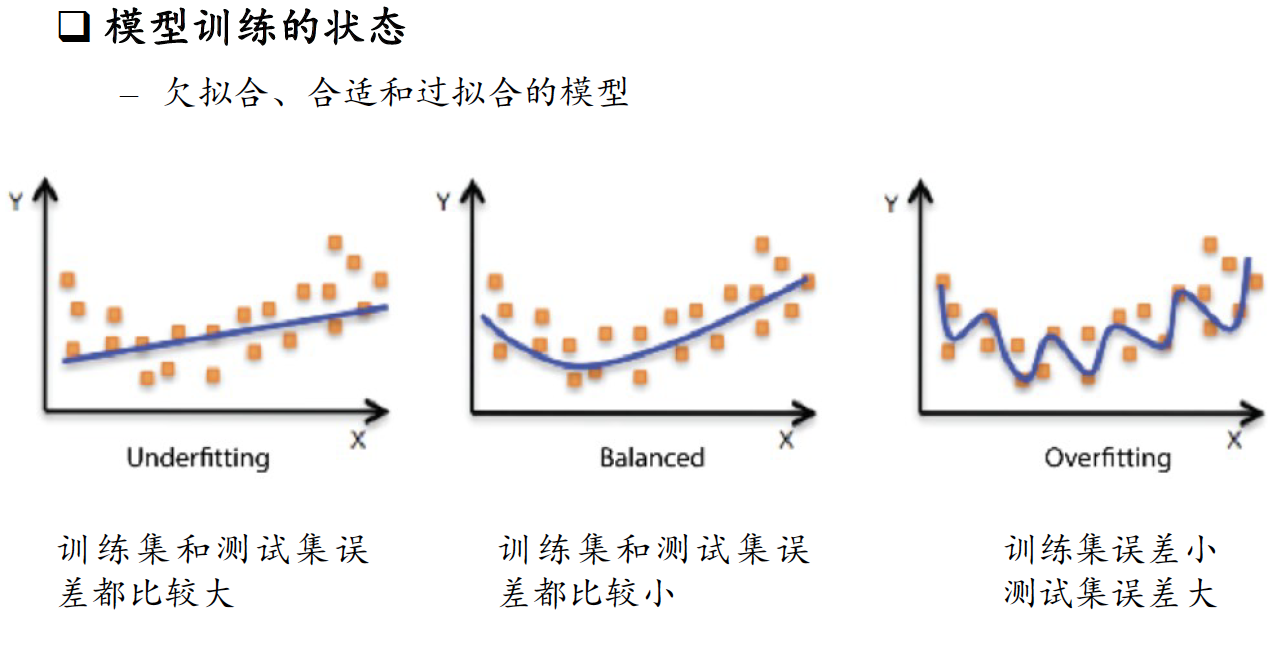 ❑ 模型训练的状态
– 欠拟合、合适和过拟合的模型
Y
X
Underfitting
Y
X
Balanced
Y
X
Overfitting
训练集和测试集误
差都比较大
训练集和测试集误
差都比较小
训练集误差小
测试集误差大